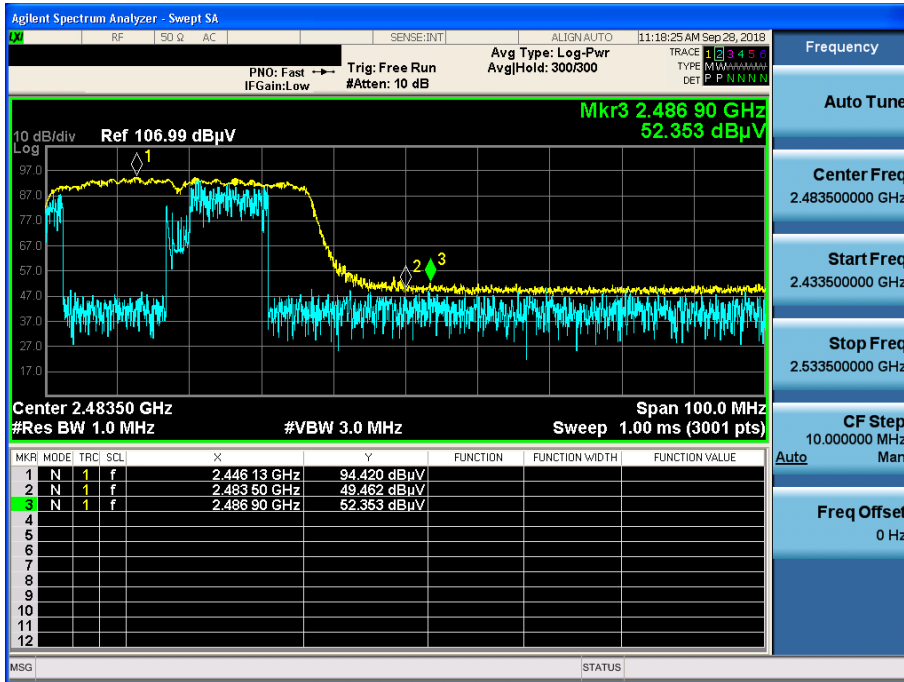 Agilent Spectrum Analyzer - Swept SA
LXI RF 50 Ω AC SENSE:INT ALIGN AUTO 11:18:25 AM Sep 28, 2018
PNO: Fast
IFGain:Low
Trig: Free Run
#Atten: 10 dB
Avg Type: Log-Pwr
Avg|Hold: 300/300
TRACE 1 2 3 4 5 6
TYPE M W W W W W
DET P P N N N N
Mkr3 2.486 90 GHz
52.353 dBµV
10 dB/div Ref 106.99 dBµV
Log
97.0
87.0
77.0
67.0
57.0
47.0
37.0
27.0
17.0
1
2
3
Center 2.48350 GHz Span 100.0 MHz
#Res BW 1.0 MHz #VBW 3.0 MHz Sweep 1.00 ms (3001 pts)
MKR MODE TRC SCL X Y FUNCTION FUNCTION WIDTH FUNCTION VALUE
1 N 1 f 2.446 13 GHz 94.420 dBµV
2 N 1 f 2.483 50 GHz 49.462 dBµV
3 N 1 f 2.486 90 GHz 52.353 dBµV
4
5
6
7
8
9
10
11
12
MSG STATUS
Frequency
Auto Tune
Center Freq
2.483500000 GHz
Start Freq
2.433500000 GHz
Stop Freq
2.533500000 GHz
CF Step
10.000000 MHz
Auto Man
Freq Offset
0 Hz